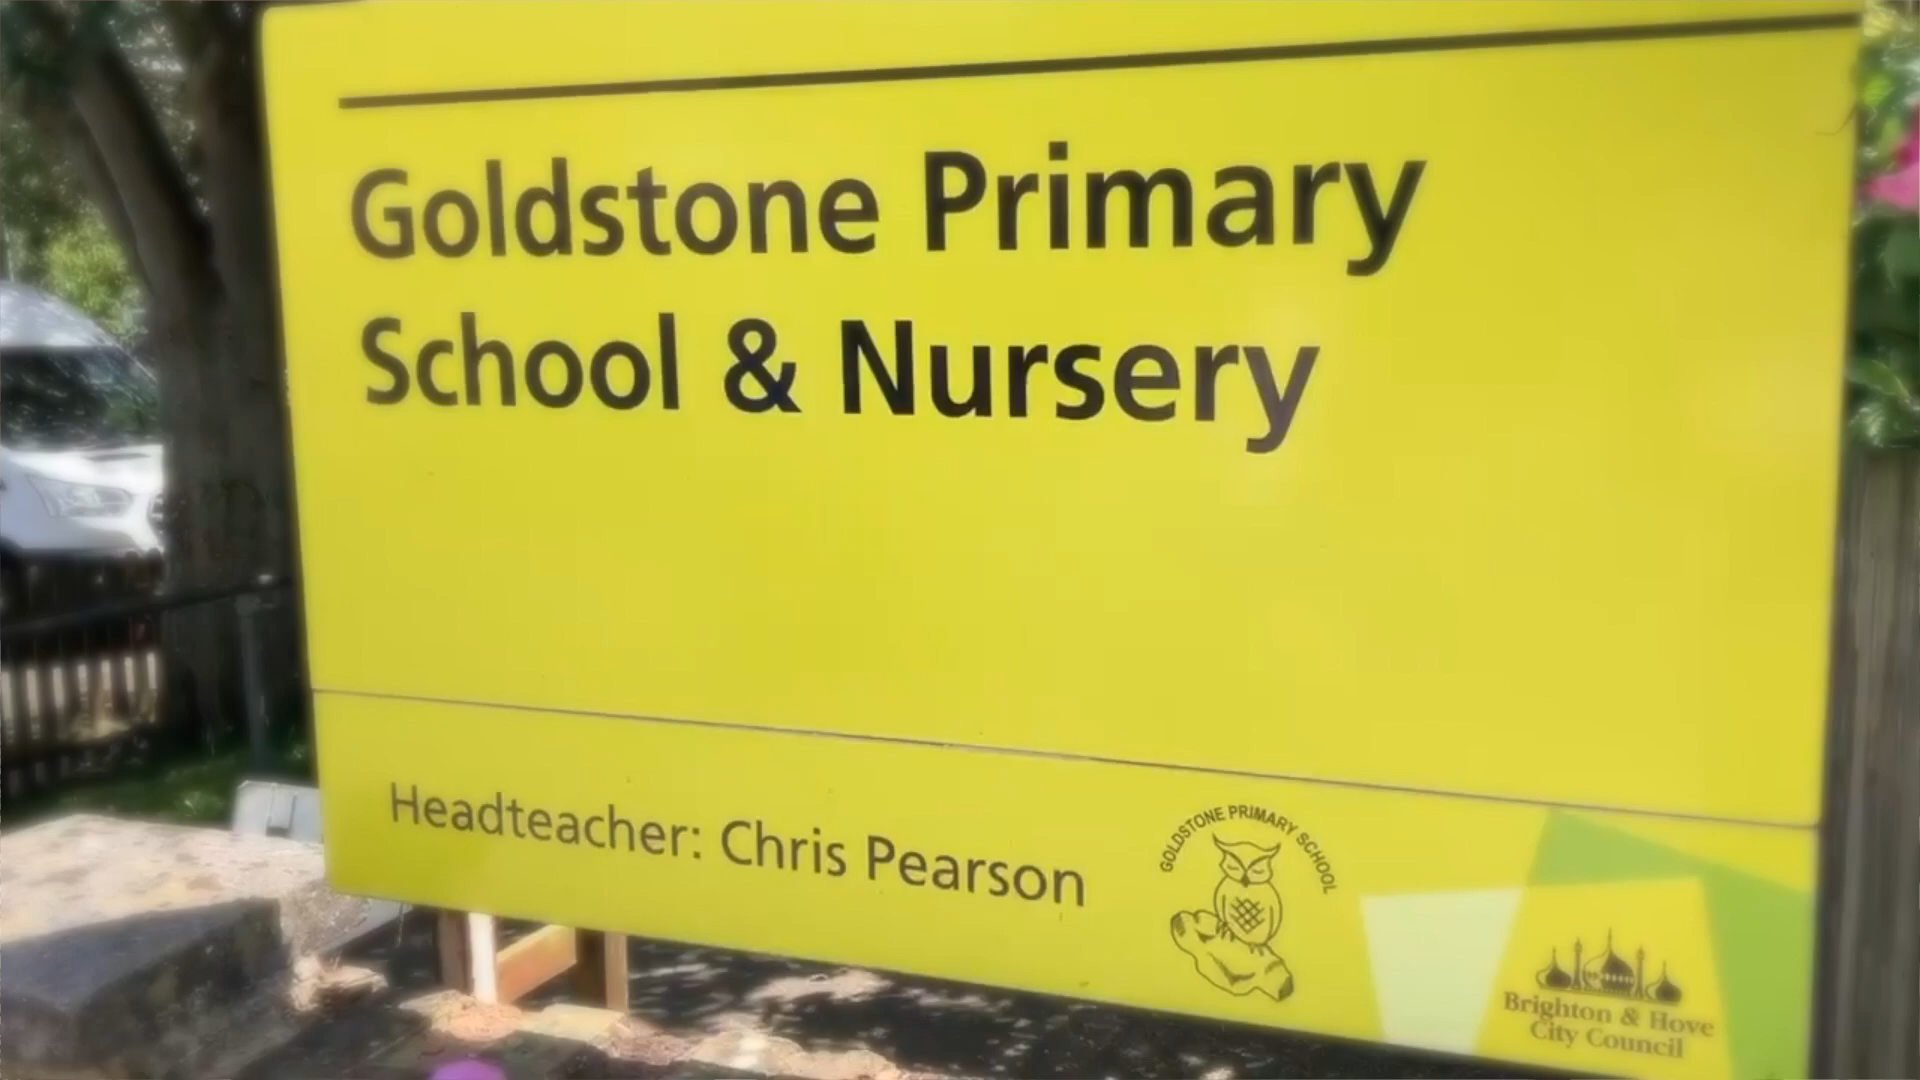 Goldstone Primary
School & Nursery
Headteacher: Chris Pearson
GOLDSTONE PRIMARY SCHOOL
Brighton & Hove
City Council